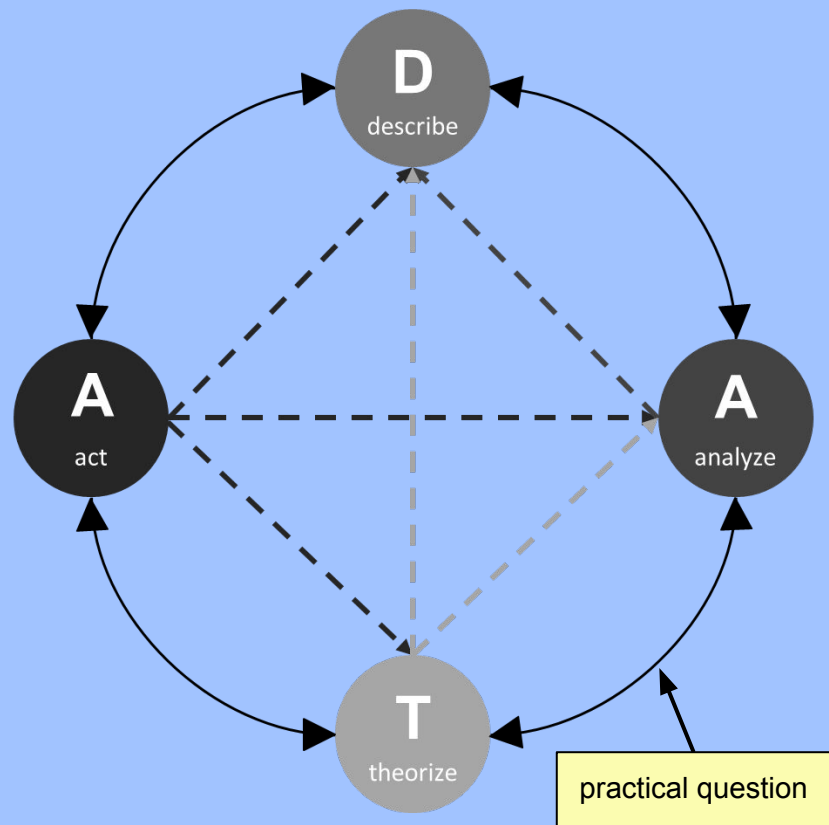 D
describe
A
act
A
analyze
T
theorize
practical question